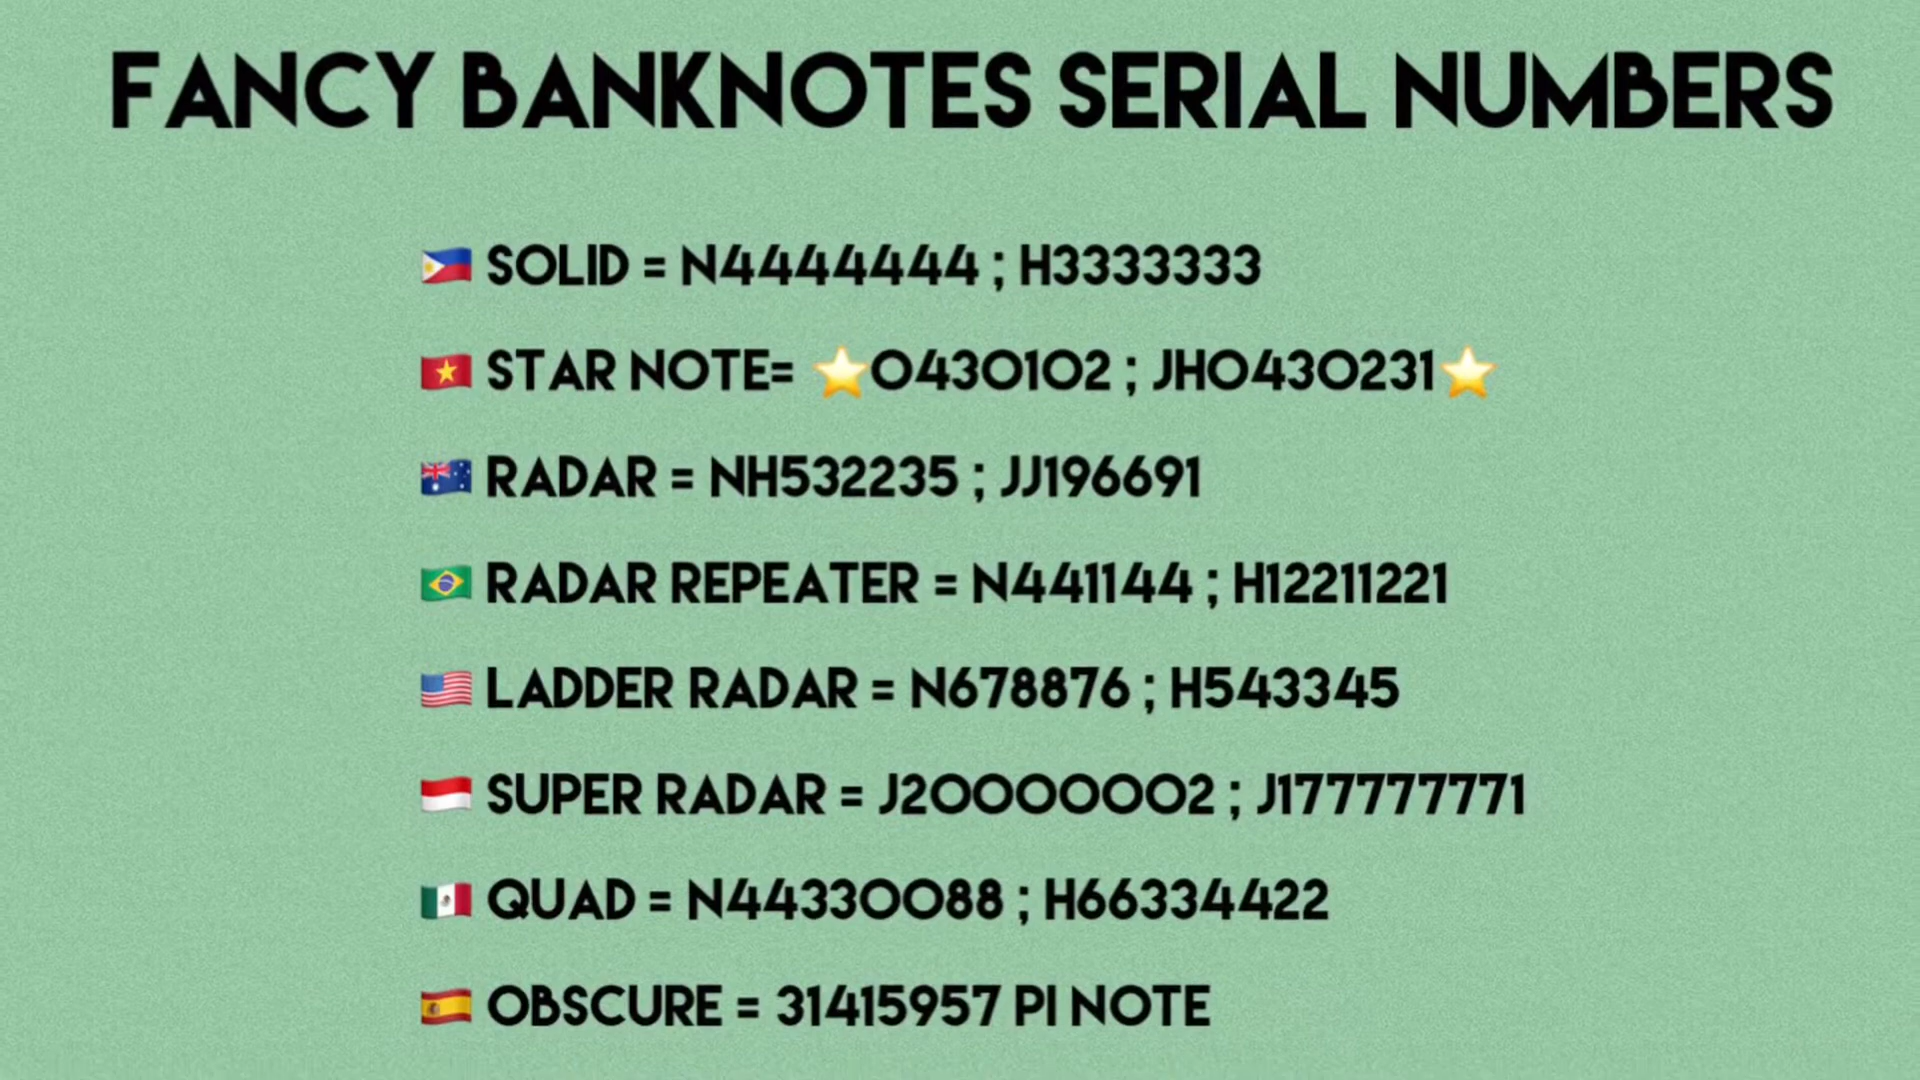 FANCY BANKNOTES SERIAL NUMBERS
🇵🇭 SOLID = N4444444 ; H3333333
🇻🇳 STAR NOTE= ⭐0430102 ; JH0430231⭐
🇦🇺 RADAR = NH532235 ; JJ196691
🇧🇷 RADAR REPEATER = N441144 ; H12211221
🇺🇸 LADDER RADAR = N678876 ; H543345
🇮🇩 SUPER RADAR = J20000002 ; J177777771
🇲🇽 QUAD = N44330088 ; H66334422
🇪🇸 OBSCURE = 31415957 PI NOTE